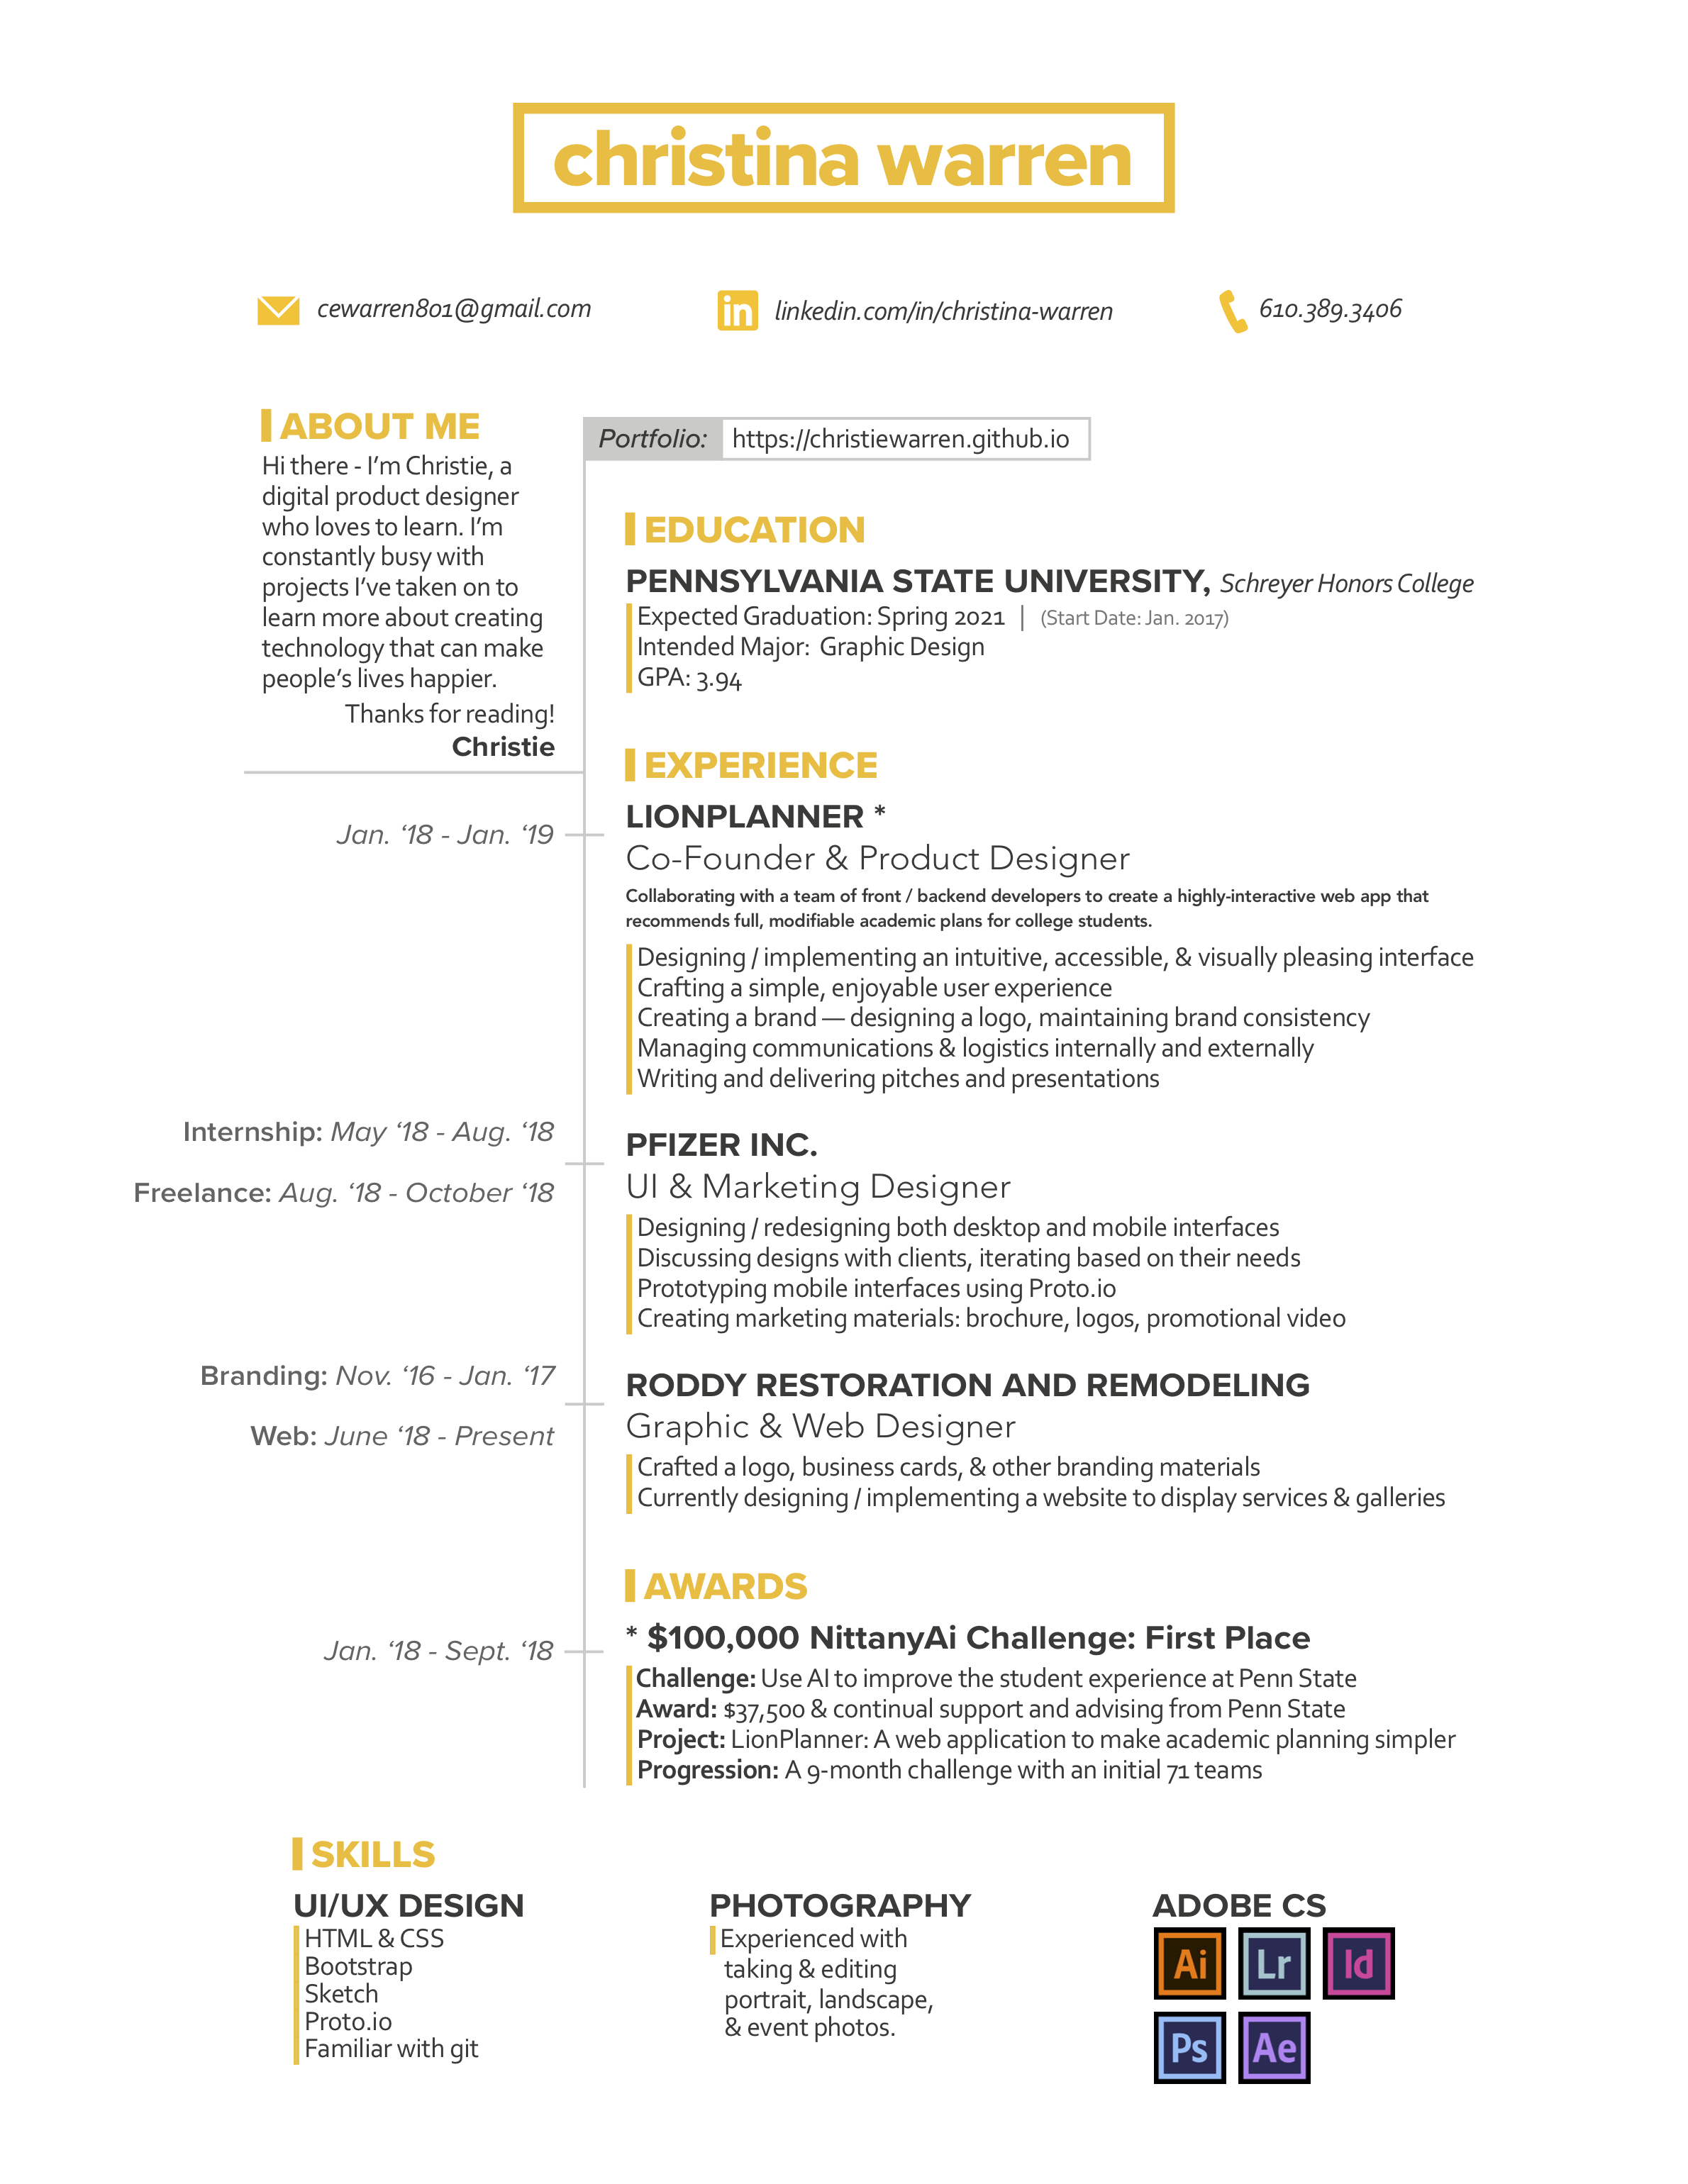 christina warren
cewarren801@gmail.com
linkedin.com/in/christina-warren
610.389.3406
ABOUT ME
Hi there - I'm Christie, a
digital product designer
who loves to learn. I'm
constantly busy with
projects I've taken on to
learn more about creating
technology that can make
people's lives happier.
Thanks for reading!
Christie
Portfolio: https://christiewarren.github.io
EDUCATION
PENNSYLVANIA STATE UNIVERSITY, Schreyer Honors College
Expected Graduation: Spring 2021 | (Start Date: Jan. 2017)
Intended Major: Graphic Design
GPA: 3.94
EXPERIENCE
Jan. ‘18 - Jan. ‘19
LIONPLANNER *
Co-Founder & Product Designer
Collaborating with a team of front / backend developers to create a highly-interactive web app that
recommends full, modifiable academic plans for college students.
Designing / implementing an intuitive, accessible, & visually pleasing interface
Crafting a simple, enjoyable user experience
Creating a brand — designing a logo, maintaining brand consistency
Managing communications & logistics internally and externally
Writing and delivering pitches and presentations
Internship: May ‘18 - Aug. ‘18
Freelance: Aug. ‘18 - October ‘18
PFIZER INC.
UI & Marketing Designer
Designing / redesigning both desktop and mobile interfaces
Discussing designs with clients, iterating based on their needs
Prototyping mobile interfaces using Proto.io
Creating marketing materials: brochure, logos, promotional video
Branding: Nov. ‘16 - Jan. ‘17
Web: June ‘18 - Present
RODDY RESTORATION AND REMODELING
Graphic & Web Designer
Crafted a logo, business cards, & other branding materials
Currently designing / implementing a website to display services & galleries
AWARDS
Jan. ‘18 - Sept. ‘18
* $100,000 NittanyAi Challenge: First Place
Challenge: Use AI to improve the student experience at Penn State
Award: $37,500 & continual support and advising from Penn State
Project: LionPlanner: A web application to make academic planning simpler
Progression: A 9-month challenge with an initial 71 teams
SKILLS
UI/UX DESIGN
HTML & CSS
Bootstrap
Sketch
Proto.io
Familiar with git
PHOTOGRAPHY
Experienced with
taking & editing
portrait, landscape,
& event photos.
ADOBE CS
Ai Lr Id
Ps Ae